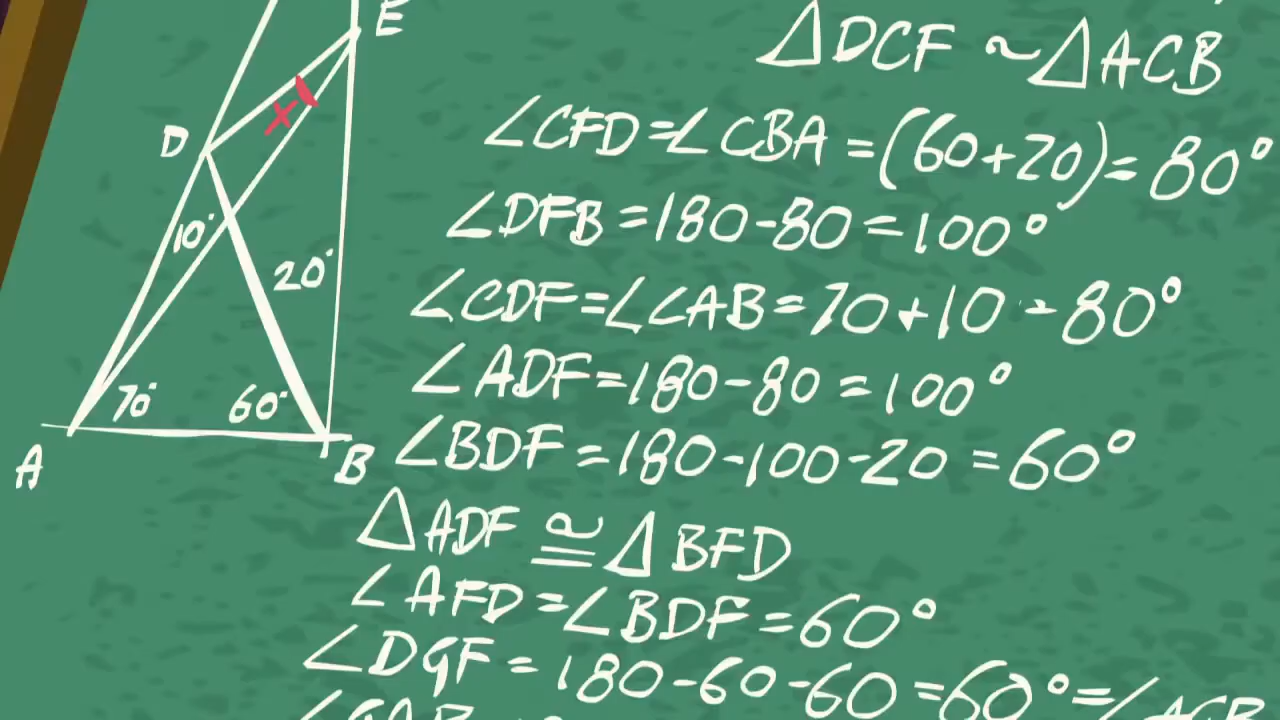 E
△DCF ~ △ACB
D
X
∠CFD = ∠CBA = (60+20) = 80°
10°
20°
∠DFB = 180-80 = 100°
∠CDF = ∠CAB = 70+10 = 80°
70°
60°
∠ADF = 180-80 = 100°
A
B
∠BDF = 180-100-20 = 60°
△ADF ≅ △BFD
∠AFD = ∠BDF = 60°
∠DGF = 180-60-60 = 60° = ∠ACB